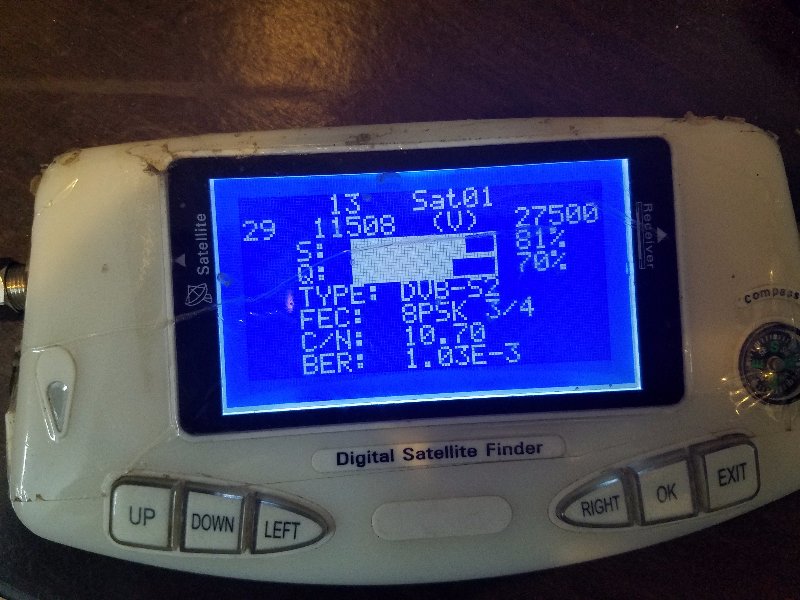 13 Sat01
29 11508 (V) 27500
S: 81%
Q: 70%
TYPE: DVB-S2
FEC: 8PSK 3/4
C/N: 10.70
BER: 1.03E-3
Satellite
Receiver
compass
Digital Satellite Finder
UP
DOWN
LEFT
RIGHT
OK
EXIT